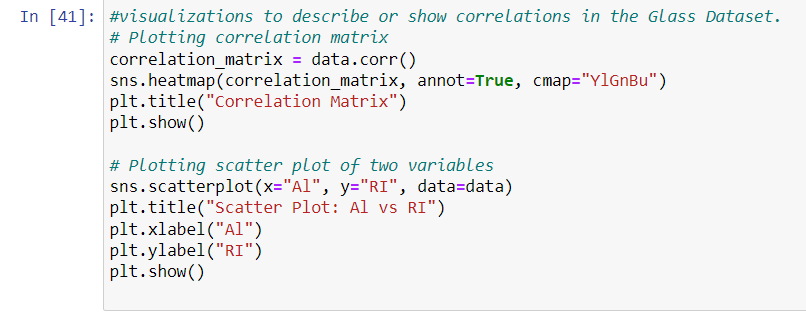 In [41]: #visualizations to describe or show correlations in the Glass Dataset.
# Plotting correlation matrix
correlation_matrix = data.corr()
sns.heatmap(correlation_matrix, annot=True, cmap="YlGnBu")
plt.title("Correlation Matrix")
plt.show()

# Plotting scatter plot of two variables
sns.scatterplot(x="Al", y="RI", data=data)
plt.title("Scatter Plot: Al vs RI")
plt.xlabel("Al")
plt.ylabel("RI")
plt.show()